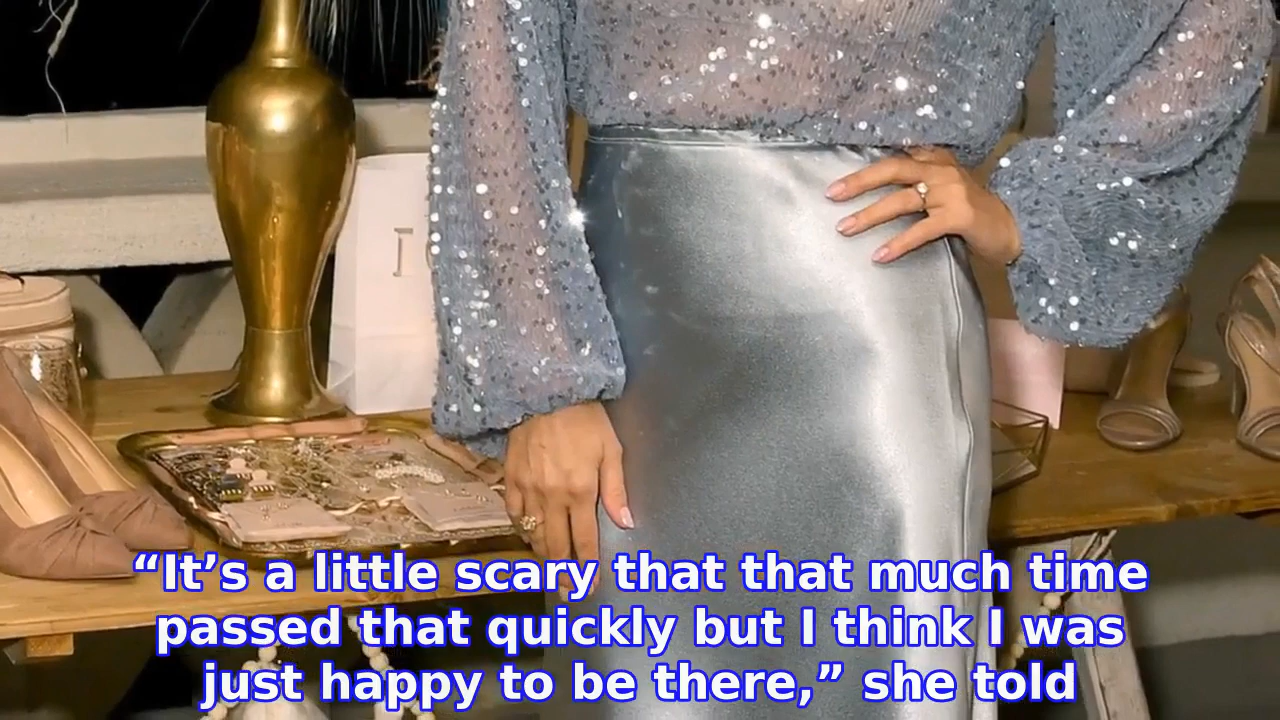 “It’s a little scary that that much time
passed that quickly but I think I was
just happy to be there,” she told